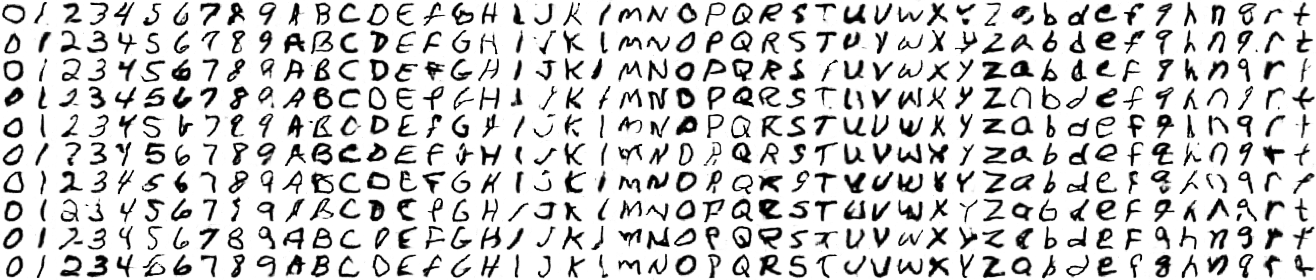 0 1 2 3 4 5 6 7 8 9 A B C D E f G H I J K l M N O P Q R S T U V W X Y Z a b d e f g h n q r t
0 1 2 3 4 5 6 7 8 9 A B C D E F G H I J K l M N O P Q R S T U V W X Y Z a b d e f g h n q r t
0 1 2 3 4 5 6 7 8 9 A B C D E F G H I J K l M N O P Q R S T U V W X Y Z a b d e f g h n q r t
0 1 2 3 4 5 6 7 8 9 A B C D E f G H I J K l M N O P Q R S T U V W X Y Z a b d e f g h n q r t
0 1 2 3 4 5 6 7 8 9 A B C D E f G H I J K l M N O P Q R S T U V W X Y Z a b d e f g h n q r t
0 1 2 3 4 5 6 7 8 9 A B C D E F G H I J K l M N O P Q R S T U V W X Y Z a b d e f g h n q r t
0 1 2 3 4 5 6 7 8 9 A B C D E F G H I J K l M N O P Q R S T U V W X Y Z a b d e f g h n q r t
0 1 2 3 4 5 6 7 8 9 A B C D E f G H I J K l M N O P Q R S T U V W X Y Z a b d e f g h n q r t
0 1 2 3 4 5 6 7 8 9 A B C D E F G H I J K l M N O P Q R S T U V W X Y Z a b d e f g h n q r t
0 1 2 3 4 5 6 7 8 9 A B C D E F G H I J K l M N O P Q R S T U V W X Y Z a b d e f g h n q r t